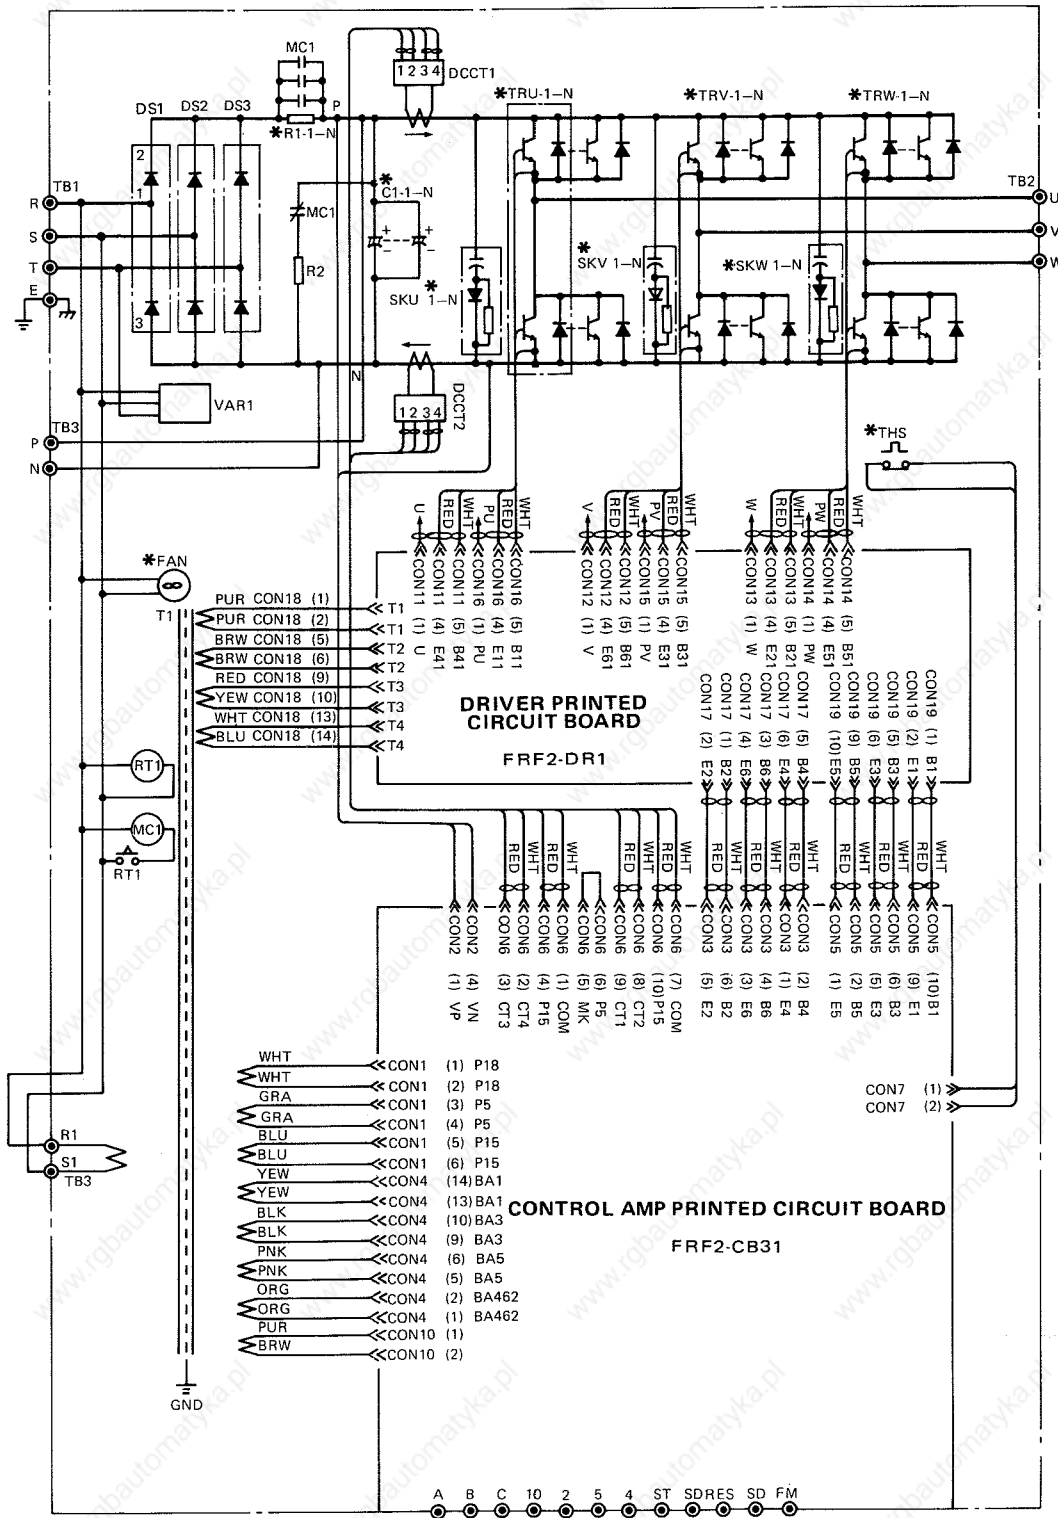 MC1
1 2 3 4 DCCT1
DS1 DS2 DS3
P
*R1-1–N
*TRU-1–N
*TRV-1–N
*TRW-1–N
2
1
3
TB1
R
S
T
E
MC1
R2
*
C1-1–N
+
–
+
–
*
SKU 1–N
*
SKV 1–N
*SKW 1–N
TB2
U
V
W
N
1 2 3 4
DCCT2
VAR1
TB3
P
N
*THS
U
RED
WHT
PU
RED
WHT
V
RED
WHT
PV
RED
WHT
W
RED
WHT
PW
RED
WHT
CON11 (1) U
CON11 (4) E41
CON11 (5) B41
CON16 (1) PU
CON16 (4) E11
CON16 (5) B11
CON12 (1) V
CON12 (4) E61
CON12 (5) B61
CON15 (1) PV
CON15 (4) E31
CON15 (5) B31
CON13 (1) W
CON13 (4) E21
CON13 (5) B21
CON14 (1) PW
CON14 (4) E51
CON14 (5) B51
*FAN
T1
PUR CON18 (1) T1
PUR CON18 (2) T1
BRW CON18 (5) T2
BRW CON18 (6) T2
RED CON18 (9) T3
YEW CON18 (10) T3
WHT CON18 (13) T4
BLU CON18 (14) T4
DRIVER PRINTED
CIRCUIT BOARD
FRF2-DR1
CON17 (2) E2
CON17 (1) B2
CON17 (4) E6
CON17 (3) B6
CON17 (6) E4
CON17 (5) B4
CON19 (10) E5
CON19 (9) B5
CON19 (6) E3
CON19 (5) B3
CON19 (2) E1
CON19 (1) B1
RT1
MC1
RT1
RED
WHT
RED
WHT
RED
WHT
RED
WHT
RED
WHT
RED
WHT
RED
WHT
RED
WHT
RED
WHT
RED
WHT
CON2 (1) VP
CON2 (4) VN
CON6 (3) CT3
CON6 (2) CT4
CON6 (4) P15
CON6 (1) COM
CON6 (5) MK
CON6 (6) P5
CON6 (9) CT1
CON6 (8) CT2
CON6 (10) P15
CON6 (7) COM
CON3 (5) E2
CON3 (6) B2
CON3 (3) E6
CON3 (4) B6
CON3 (1) E4
CON3 (2) B4
CON5 (1) E5
CON5 (2) B5
CON5 (5) E3
CON5 (6) B3
CON5 (9) E1
CON5 (10) B1
WHT CON1 (1) P18
WHT CON1 (2) P18
GRA CON1 (3) P5
GRA CON1 (4) P5
BLU CON1 (5) P15
BLU CON1 (6) P15
YEW CON4 (14) BA1
YEW CON4 (13) BA1
BLK CON4 (10) BA3
BLK CON4 (9) BA3
PNK CON4 (6) BA5
PNK CON4 (5) BA5
ORG CON4 (2) BA462
ORG CON4 (1) BA462
PUR CON10 (1)
BRW CON10 (2)
CON7 (1)
CON7 (2)
R1
S1
TB3
CONTROL AMP PRINTED CIRCUIT BOARD
FRF2-CB31
GND
A B C 10 2 5 4 ST SD RES SD FM
www.rgbautomatyka.pl